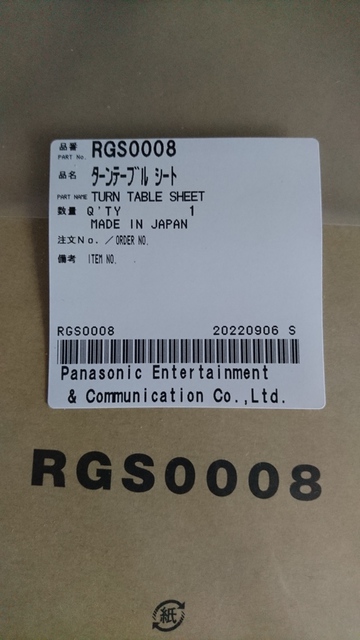 品番 RGS0008
PART No.
品名 ﾀｰﾝﾃｰﾌﾞﾙ ｼｰﾄ
PART NAME TURN TABLE SHEET
数量 Q'TY 1
MADE IN JAPAN
注文No. / ORDER NO.
備考 ITEM NO.
RGS0008 20220906 S
Panasonic Entertainment
& Communication Co.,Ltd.
RGS0008
紙